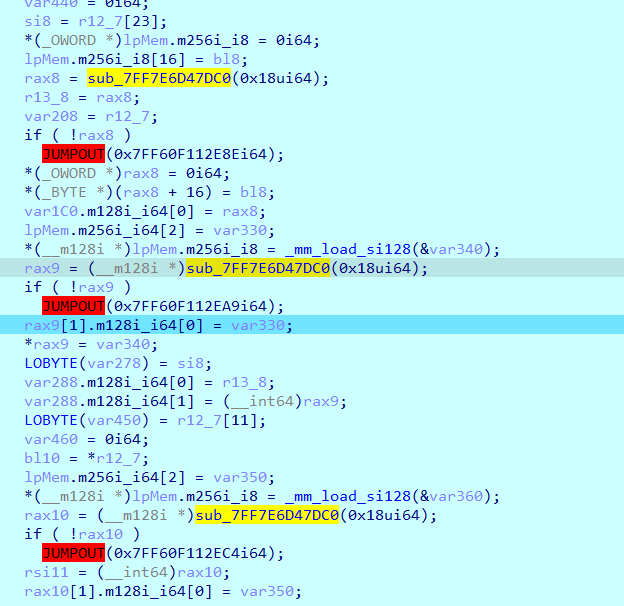 var440 = 0i64;
si8 = r12_7[23];
*(_OWORD *)lpMem.m256i_i8 = 0i64;
lpMem.m256i_i8[16] = bl8;
rax8 = sub_7FF7E6D47DC0(0x18ui64);
r13_8 = rax8;
var208 = r12_7;
if ( !rax8 )
JUMPOUT(0x7FF60F112E8Ei64);
*(_OWORD *)rax8 = 0i64;
*(_BYTE *)(rax8 + 16) = bl8;
var1C0.m128i_i64[0] = rax8;
lpMem.m256i_i64[2] = var330;
*(__m128i *)lpMem.m256i_i8 = _mm_load_si128(&var340);
rax9 = (__m128i *)sub_7FF7E6D47DC0(0x18ui64);
if ( !rax9 )
JUMPOUT(0x7FF60F112EA9i64);
rax9[1].m128i_i64[0] = var330;
*rax9 = var340;
LOBYTE(var278) = si8;
var288.m128i_i64[0] = r13_8;
var288.m128i_i64[1] = (__int64)rax9;
LOBYTE(var450) = r12_7[11];
var460 = 0i64;
bl10 = *r12_7;
lpMem.m256i_i64[2] = var350;
*(__m128i *)lpMem.m256i_i8 = _mm_load_si128(&var360);
rax10 = (__m128i *)sub_7FF7E6D47DC0(0x18ui64);
if ( !rax10 )
JUMPOUT(0x7FF60F112EC4i64);
rsi11 = (__int64)rax10;
rax10[1].m128i_i64[0] = var350;